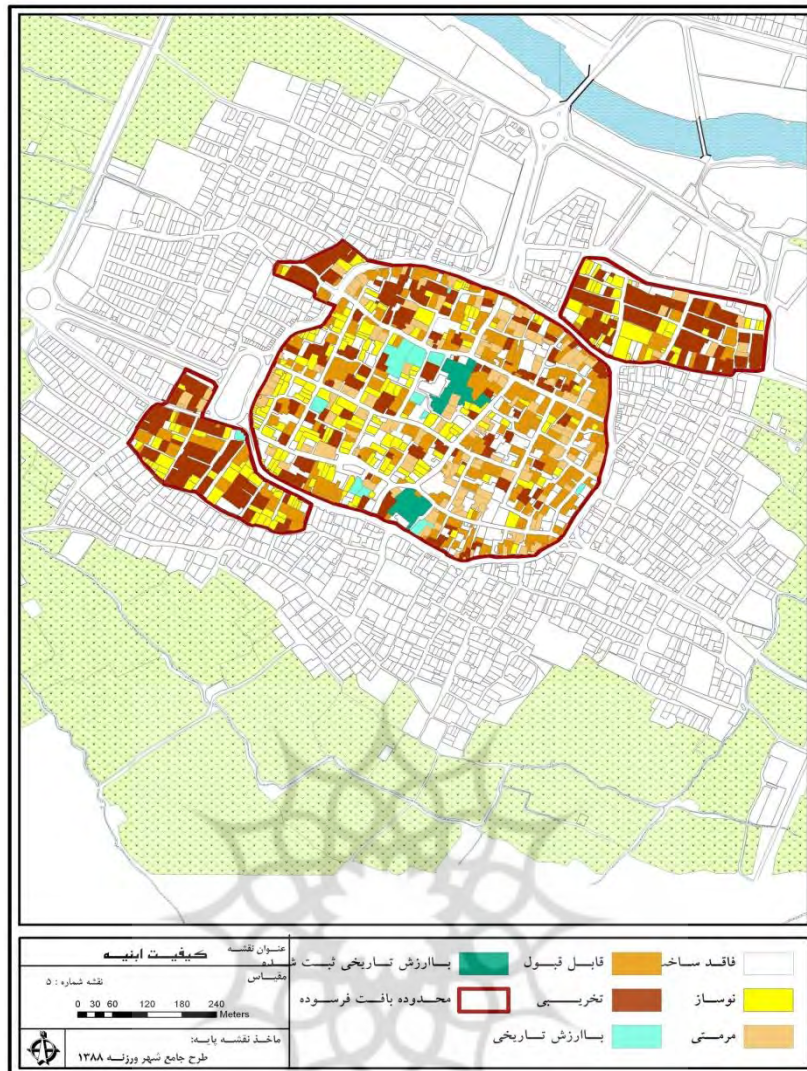 عنوان نقشه کیفیت ابنیه
مقیاس
نقشه شماره : ۵
0 30 60 120 180 240
Meters
ماخذ نقشه پایه:
طرح جامع شهر ورزنه ۱۳۸۸
باارزش تاریخی ثبت شده
قابل قبول
فاقد ساخت
محدوده بافت فرسوده
تخریبی
نوساز
باارزش تاریخی
مرمتی